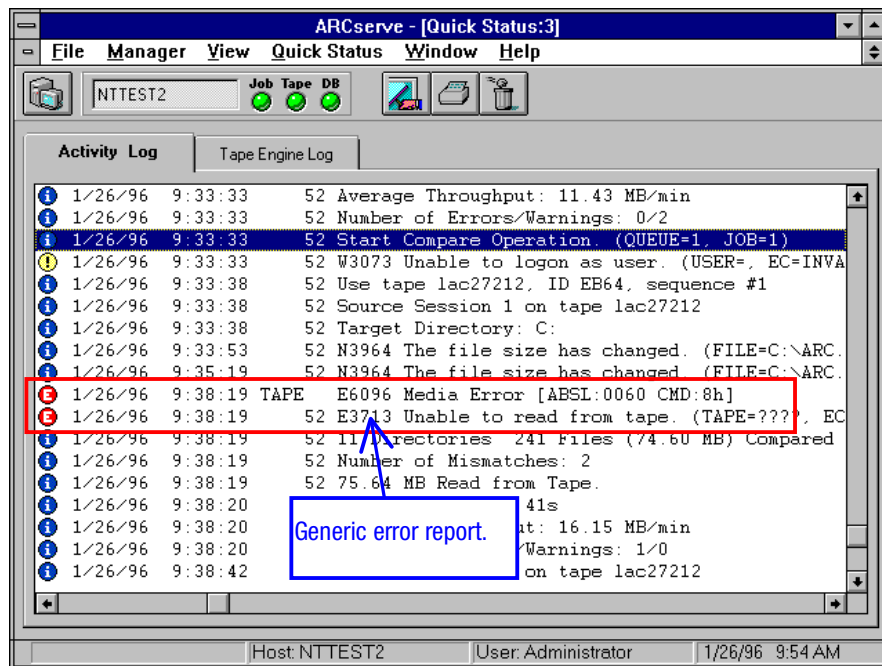 ARCserve - [Quick Status:3]
File Manager View Quick Status Window Help
NTTEST2 Job Tape DB
Activity Log Tape Engine Log
1/26/96 9:33:33 52 Average Throughput: 11.43 MB/min
1/26/96 9:33:33 52 Number of Errors/Warnings: 0/2
1/26/96 9:33:33 52 Start Compare Operation. (QUEUE=1, JOB=1)
1/26/96 9:33:33 52 W3073 Unable to logon as user. (USER=, EC=INVA
1/26/96 9:33:38 52 Use tape lac27212, ID EB64, sequence #1
1/26/96 9:33:38 52 Source Session 1 on tape lac27212
1/26/96 9:33:38 52 Target Directory: C:
1/26/96 9:33:53 52 N3964 The file size has changed. (FILE=C:\ARC.
1/26/96 9:35:19 52 N3964 The file size has changed. (FILE=C:\ARC.
1/26/96 9:38:19 TAPE E6096 Media Error [ABSL:0060 CMD:8h]
1/26/96 9:38:19 52 E3713 Unable to read from tape. (TAPE=????, EC
1/26/96 9:38:19 52 11 Directories 241 Files (74.60 MB) Compared
1/26/96 9:38:19 52 Number of Mismatches: 2
1/26/96 9:38:19 52 75.64 MB Read from Tape.
1/26/96 9:38:20 41s
1/26/96 9:38:20 ut: 16.15 MB/min
1/26/96 9:38:20 /Warnings: 1/0
1/26/96 9:38:42 on tape lac27212
Generic error report.
Host: NTTEST2 User: Administrator 1/26/96 9:54 AM